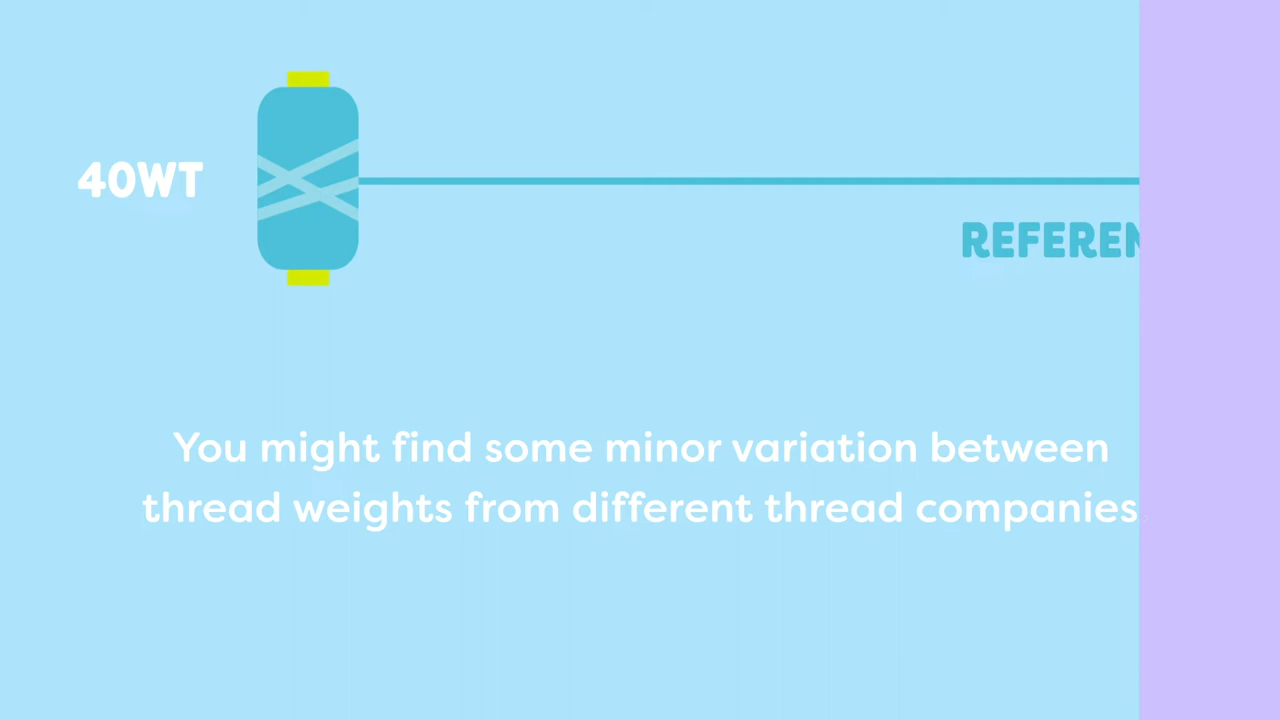 40WT
You might find some minor variation between
thread weights from different thread companies